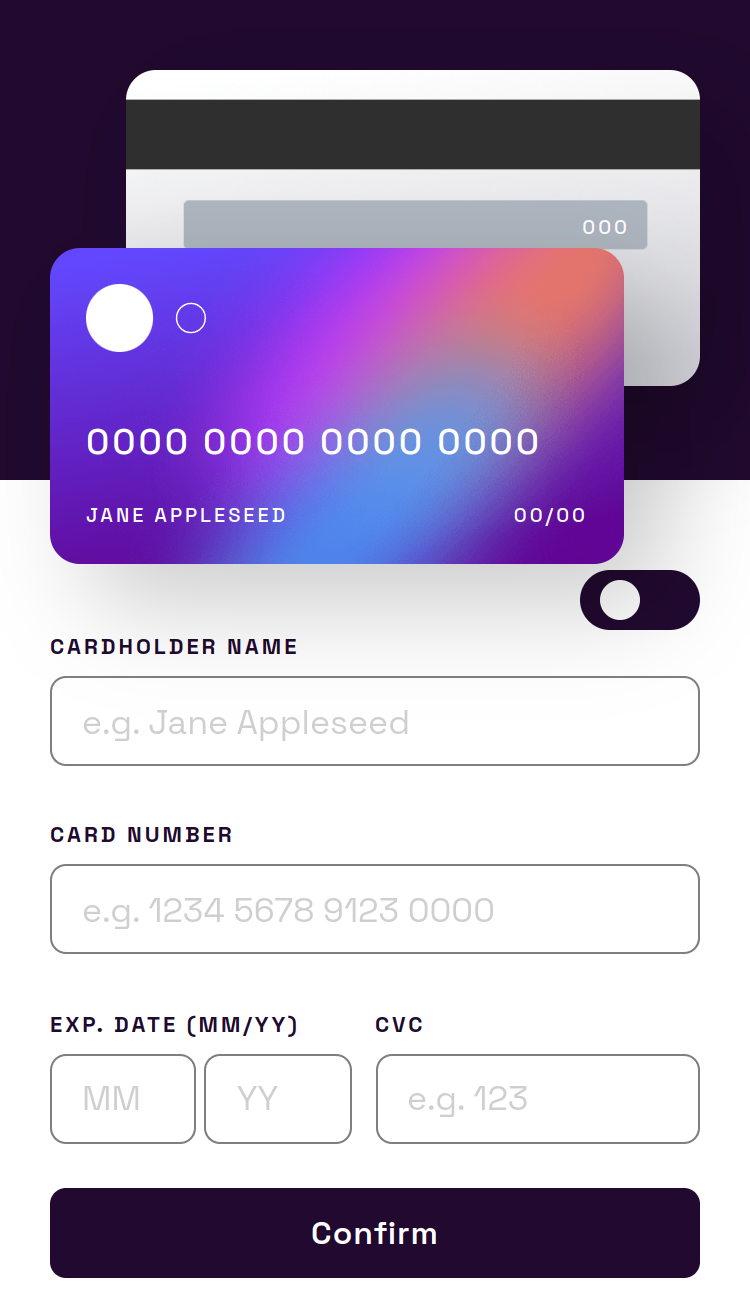 000
0000 0000 0000 0000
JANE APPLESEED 00/00
CARDHOLDER NAME
e.g. Jane Appleseed
CARD NUMBER
e.g. 1234 5678 9123 0000
EXP. DATE (MM/YY) CVC
MM YY e.g. 123
Confirm